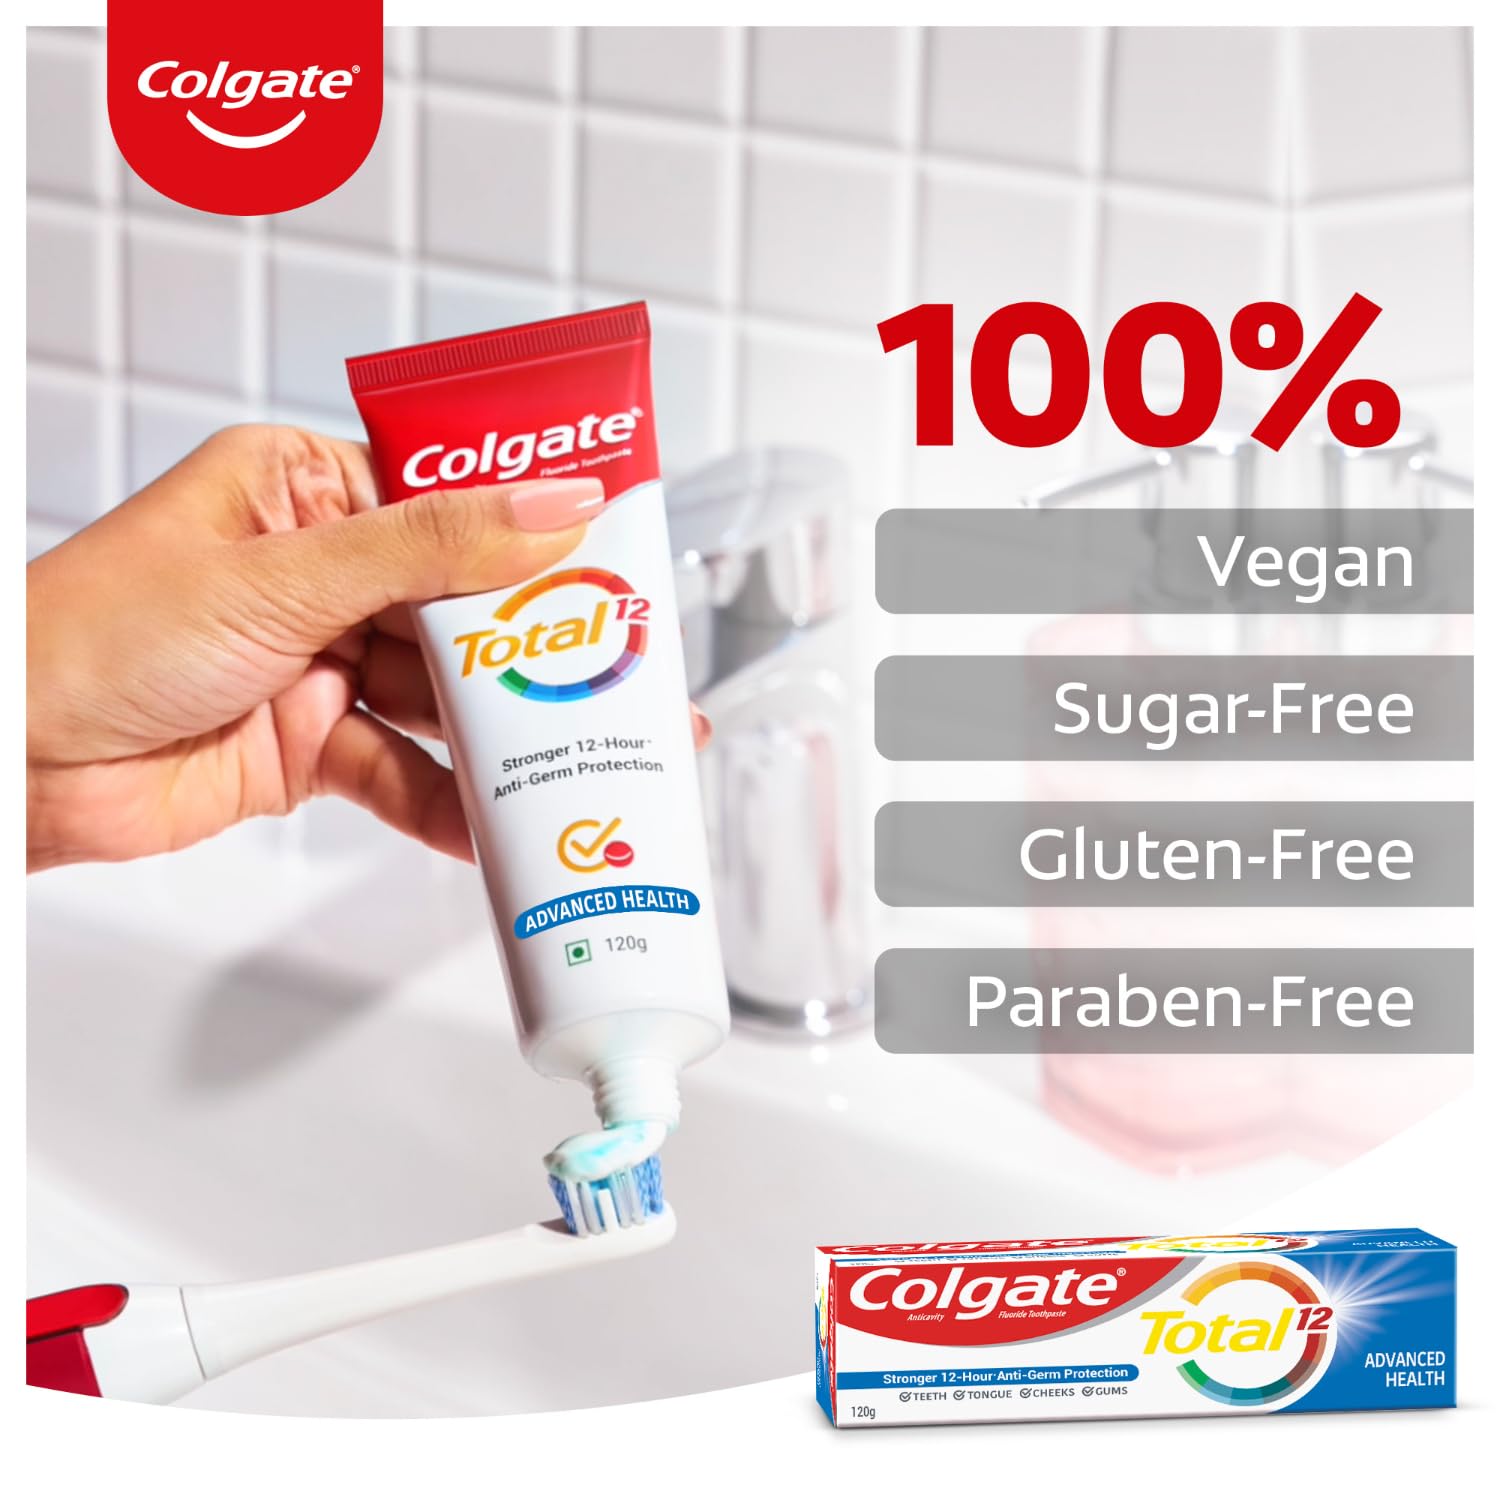 Colgate®
100%
Vegan
Sugar-Free
Gluten-Free
Paraben-Free
Colgate®
Fluoride Toothpaste
Total 12
Stronger 12-Hour
Anti-Germ Protection
ADVANCED HEALTH
120g
Colgate®
Anticavity Fluoride Toothpaste
Total 12
Stronger 12-Hour Anti-Germ Protection
TEETH TONGUE CHEEKS GUMS
120g
ADVANCED
HEALTH